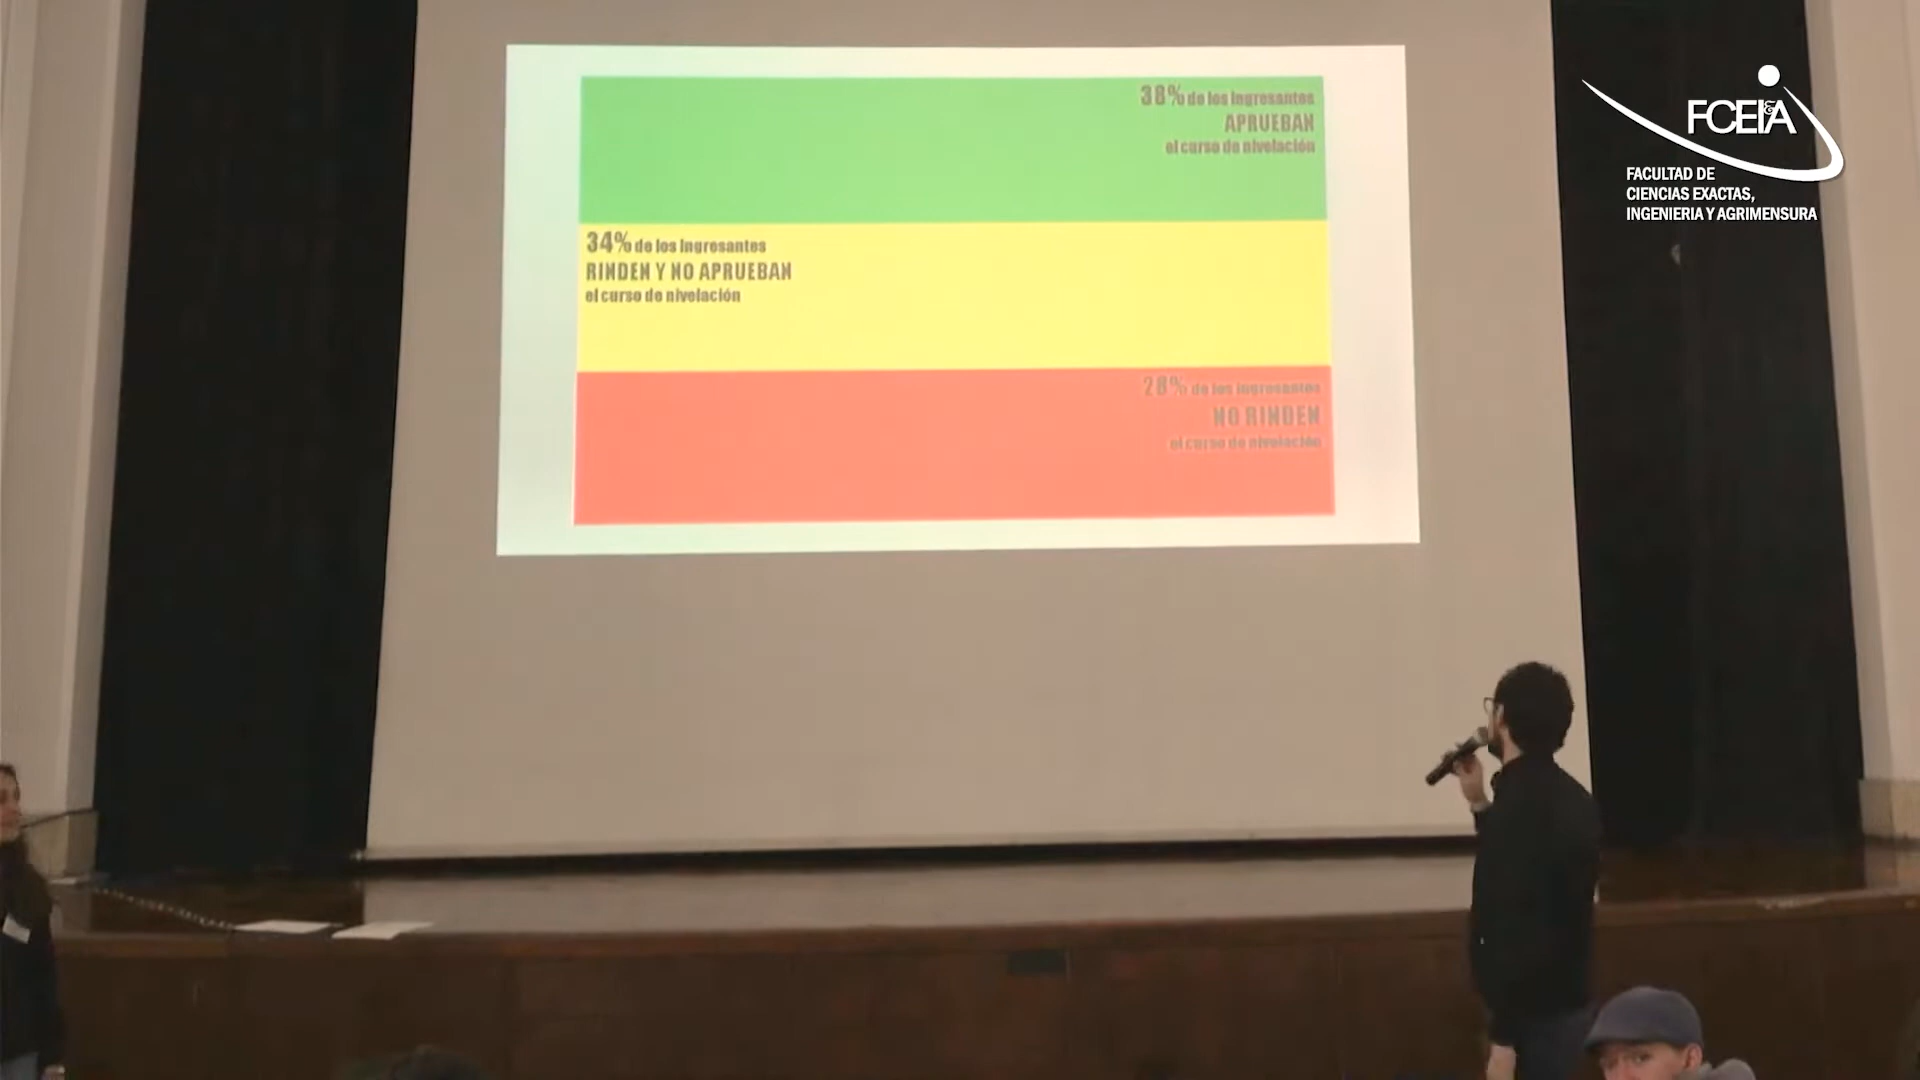 38% de los ingresantes
APRUEBAN
el curso de nivelación
34% de los ingresantes
RINDEN Y NO APRUEBAN
el curso de nivelación
28% de los ingresantes
NO RINDEN
el curso de nivelación
FCEI&A
FACULTAD DE
CIENCIAS EXACTAS,
INGENIERIA Y AGRIMENSURA